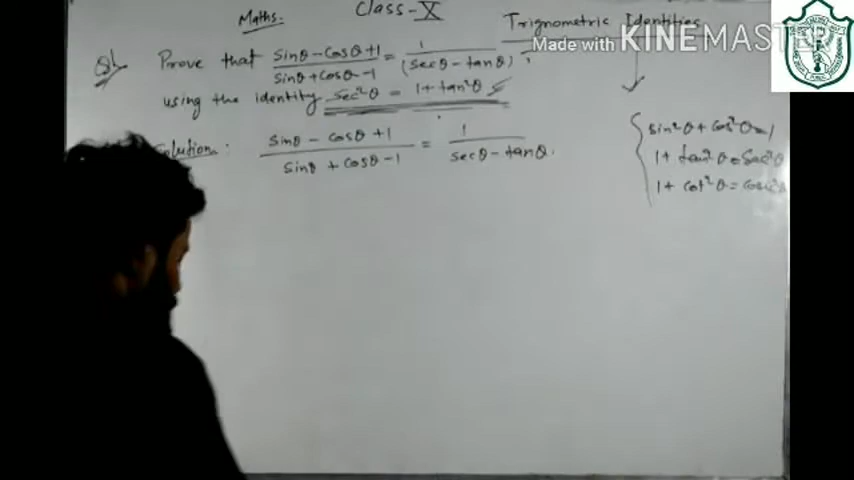 Maths:
Class-X
Trignometric Identities
Made with KINEMASTER
Q1 Prove that (sinθ - cosθ + 1)/(sinθ + cosθ - 1) = 1/(secθ - tanθ),
using the identity sec²θ = 1 + tan²θ
Solution: (sinθ - cosθ + 1)/(sinθ + cosθ - 1) = 1/(secθ - tanθ).
sin²θ + cos²θ = 1
1 + tan²θ = Sec²θ
1 + cot²θ = cosec²θ